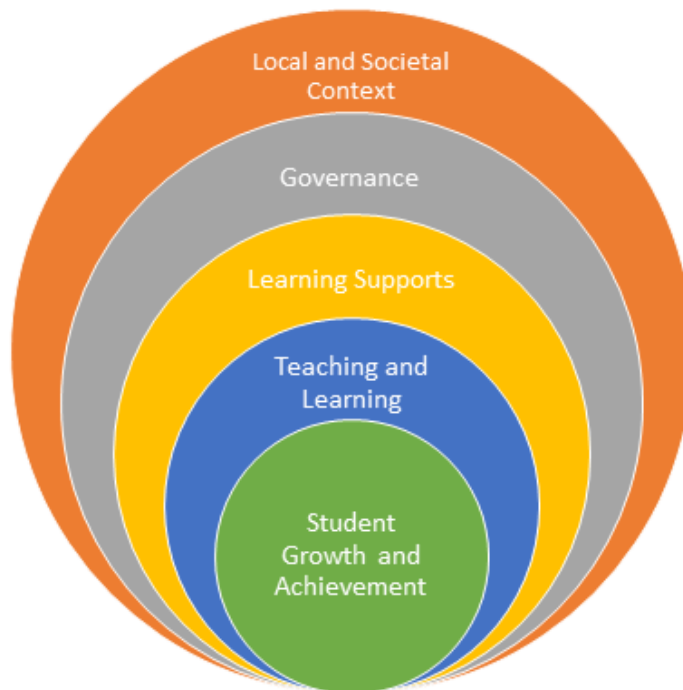 Local and Societal
Context
Governance
Learning Supports
Teaching and
Learning
Student
Growth and
Achievement